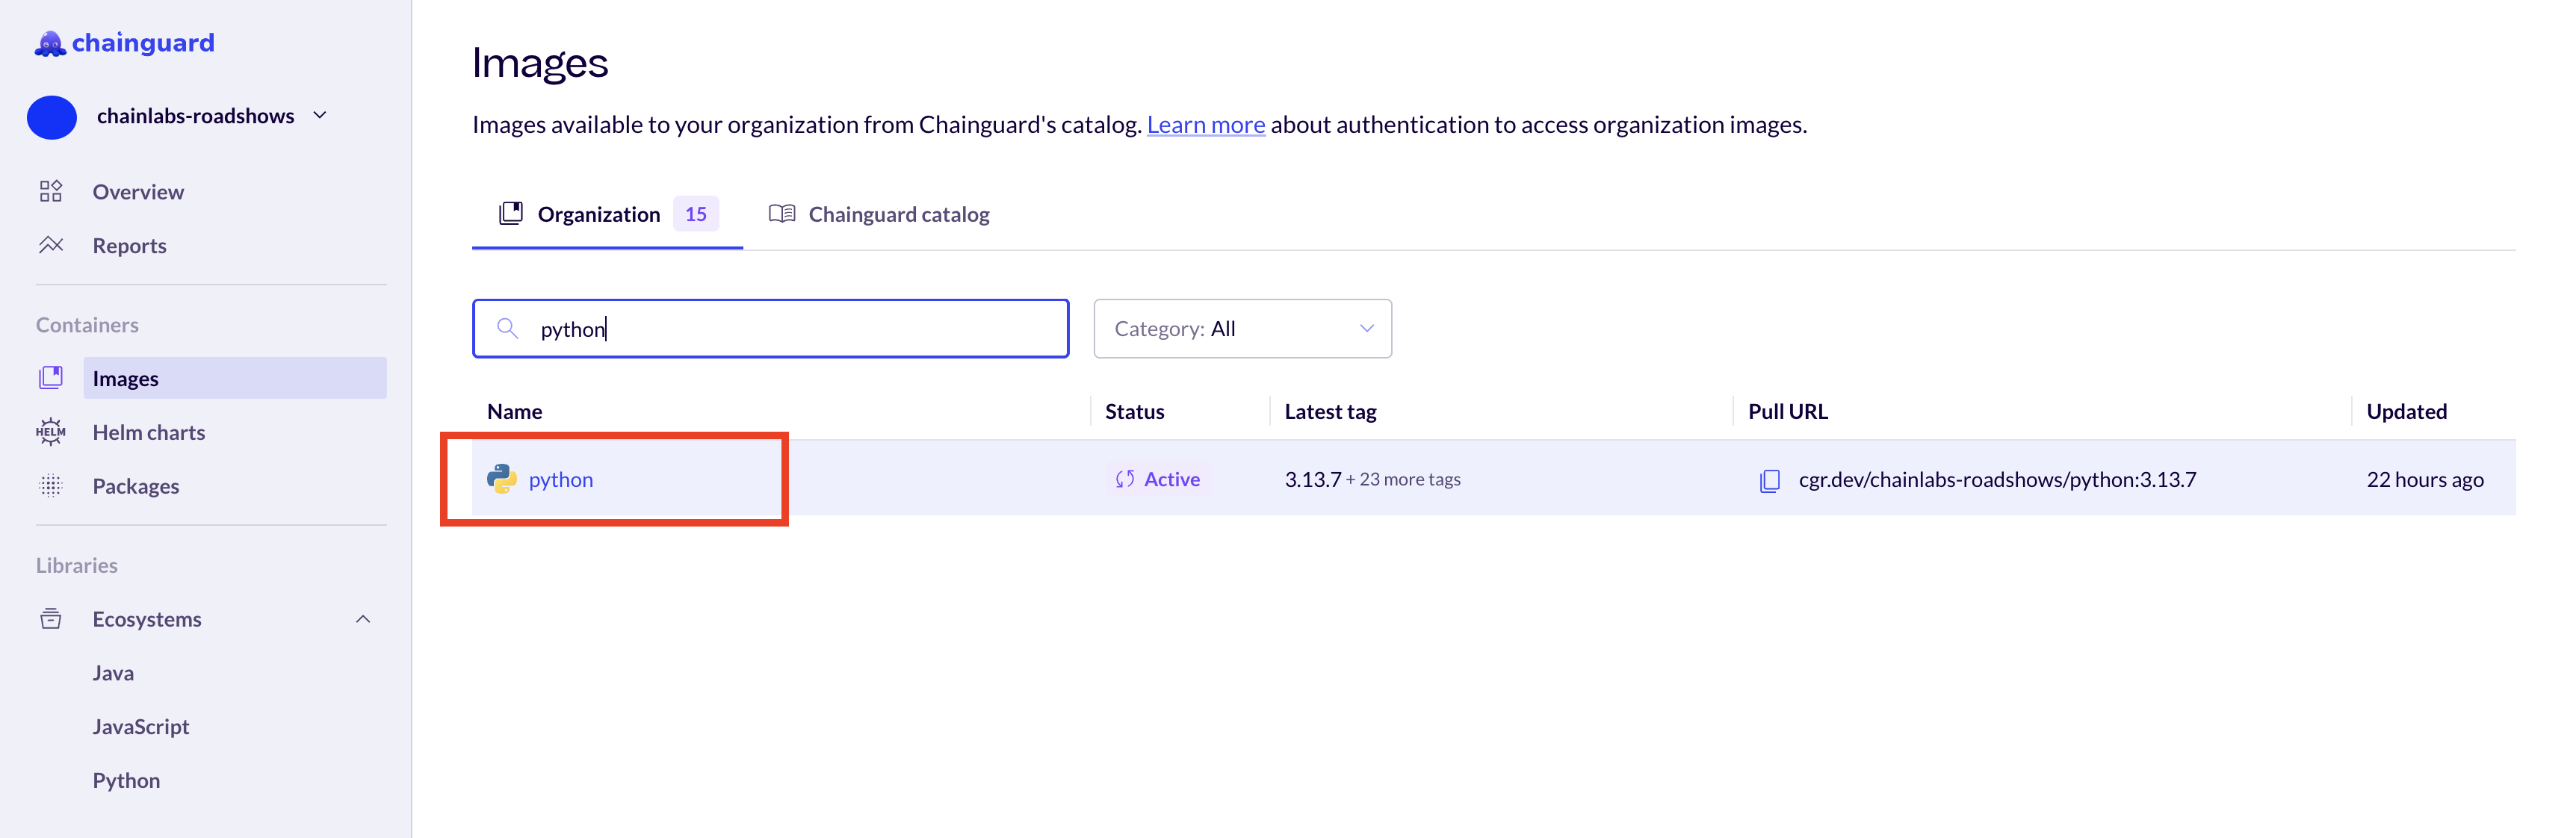 chainguard
chainlabs-roadshows
Overview
Reports
Containers
Images
HELM Helm charts
Packages
Libraries
Ecosystems
Java
JavaScript
Python
Images
Images available to your organization from Chainguard's catalog. Learn more about authentication to access organization images.
Organization 15 Chainguard catalog
python Category: All
Name Status Latest tag Pull URL Updated
python Active 3.13.7 + 23 more tags cgr.dev/chainlabs-roadshows/python:3.13.7 22 hours ago